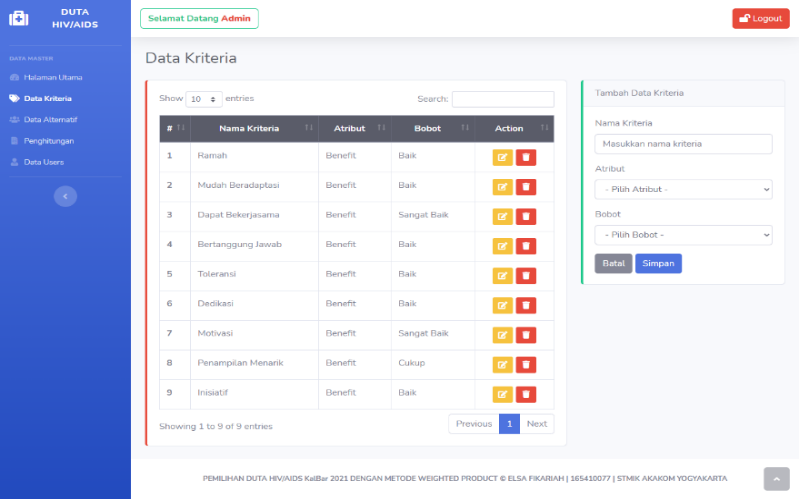 DUTA
HIV/AIDS
Selamat Datang Admin
Logout
DATA MASTER
Halaman Utama
Data Kriteria
Data Alternatif
Penghitungan
Data Users
Data Kriteria
Show 10 entries
Search:
# Nama Kriteria Atribut Bobot Action
1 Ramah Benefit Baik
2 Mudah Beradaptasi Benefit Baik
3 Dapat Bekerjasama Benefit Sangat Baik
4 Bertanggung Jawab Benefit Baik
5 Toleransi Benefit Baik
6 Dedikasi Benefit Baik
7 Motivasi Benefit Sangat Baik
8 Penampilan Menarik Benefit Cukup
9 Inisiatif Benefit Baik
Showing 1 to 9 of 9 entries
Previous 1 Next
Tambah Data Kriteria
Nama Kriteria
Masukkan nama kriteria
Atribut
- Pilih Atribut -
Bobot
- Pilih Bobot -
Batal Simpan
PEMILIHAN DUTA HIV/AIDS KalBar 2021 DENGAN METODE WEIGHTED PRODUCT © ELSA FIKARIAH | 165410077 | STMIK AKAKOM YOGYAKARTA